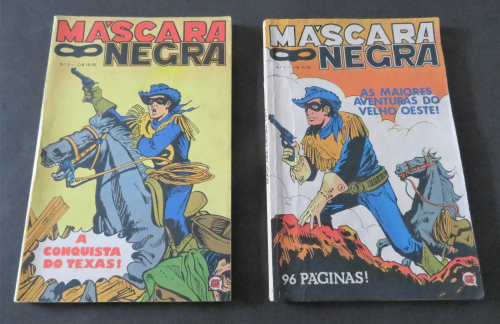 MÁSCARA
NEGRA
A
CONQUISTA
DO TEXAS!
MÁSCARA
NEGRA
AS MAIORES
AVENTURAS DO
VELHO OESTE!
96 PÁGINAS!